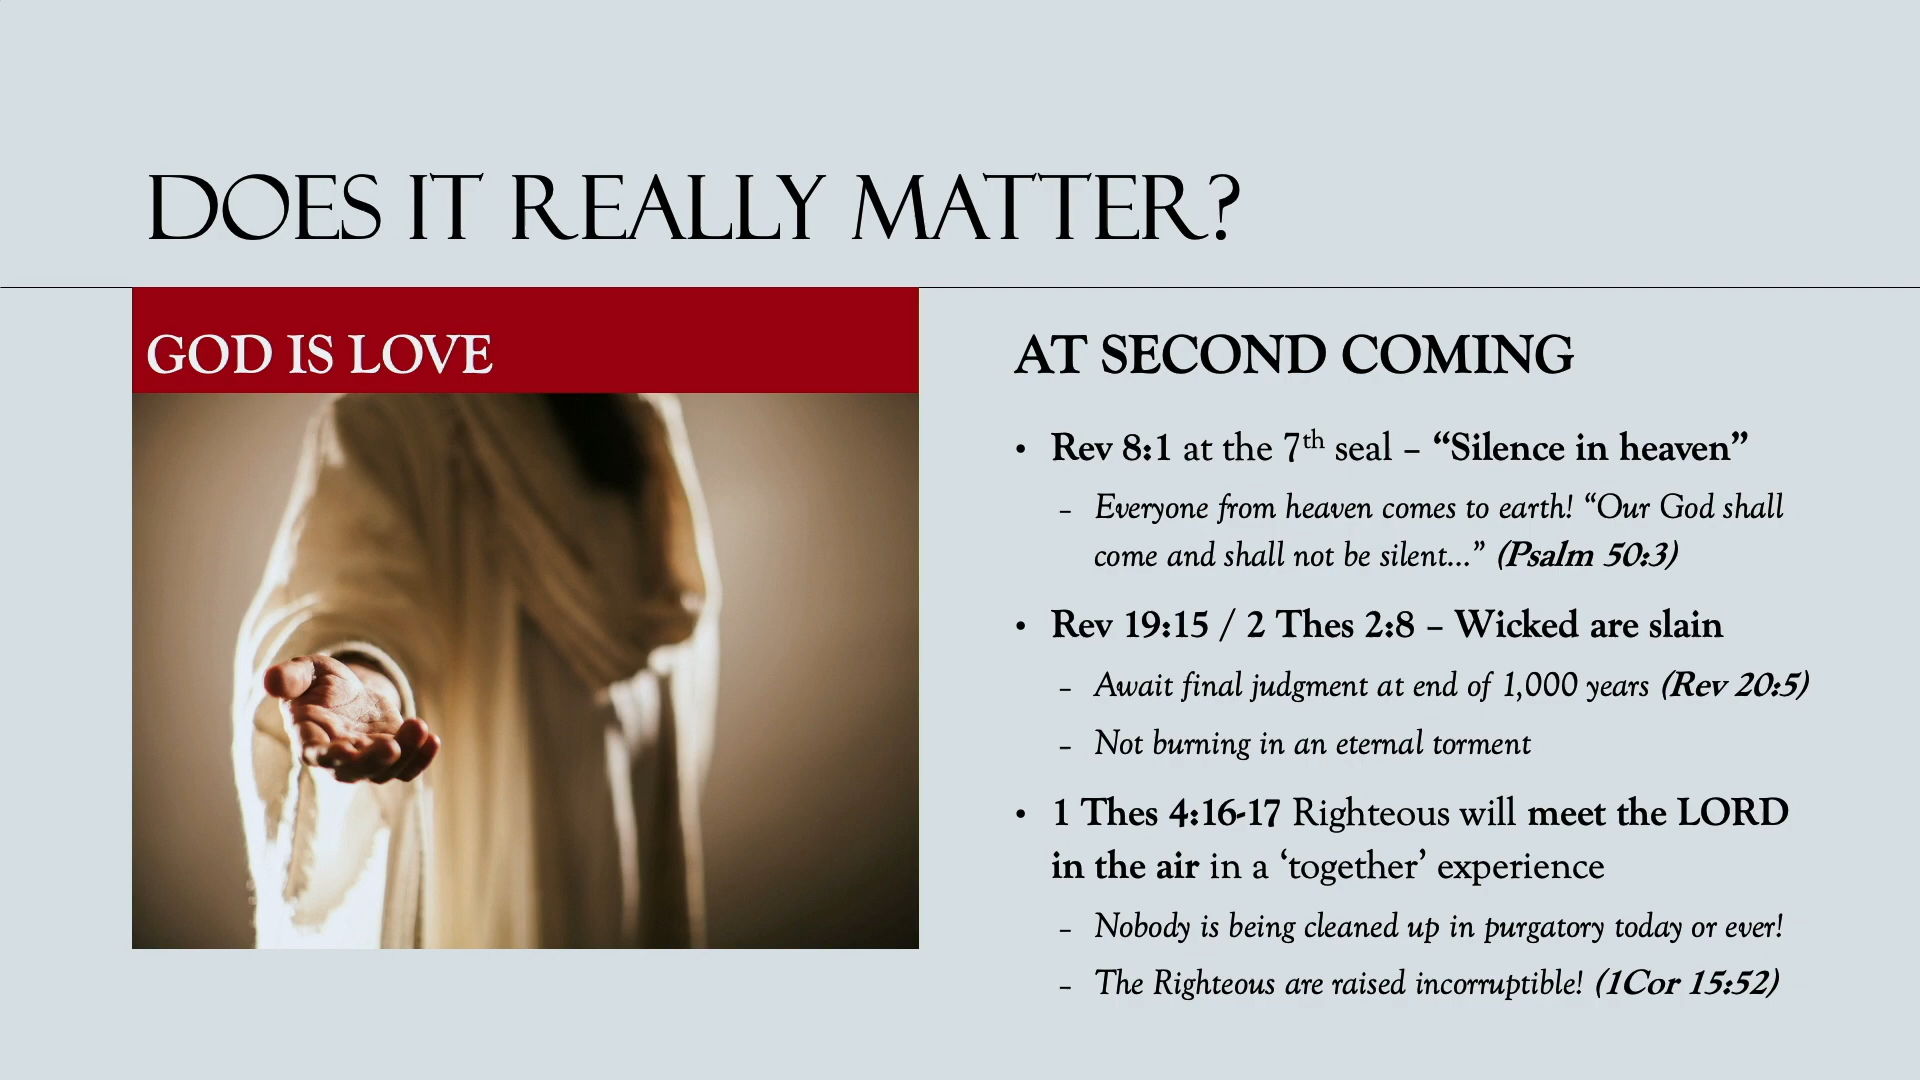 DOES IT REALLY MATTER?
GOD IS LOVE
AT SECOND COMING
• Rev 8:1 at the 7th seal – “Silence in heaven”
– Everyone from heaven comes to earth! “Our God shall
come and shall not be silent…” (Psalm 50:3)
• Rev 19:15 / 2 Thes 2:8 – Wicked are slain
– Await final judgment at end of 1,000 years (Rev 20:5)
– Not burning in an eternal torment
• 1 Thes 4:16-17 Righteous will meet the LORD
in the air in a ‘together’ experience
– Nobody is being cleaned up in purgatory today or ever!
– The Righteous are raised incorruptible! (1Cor 15:52)